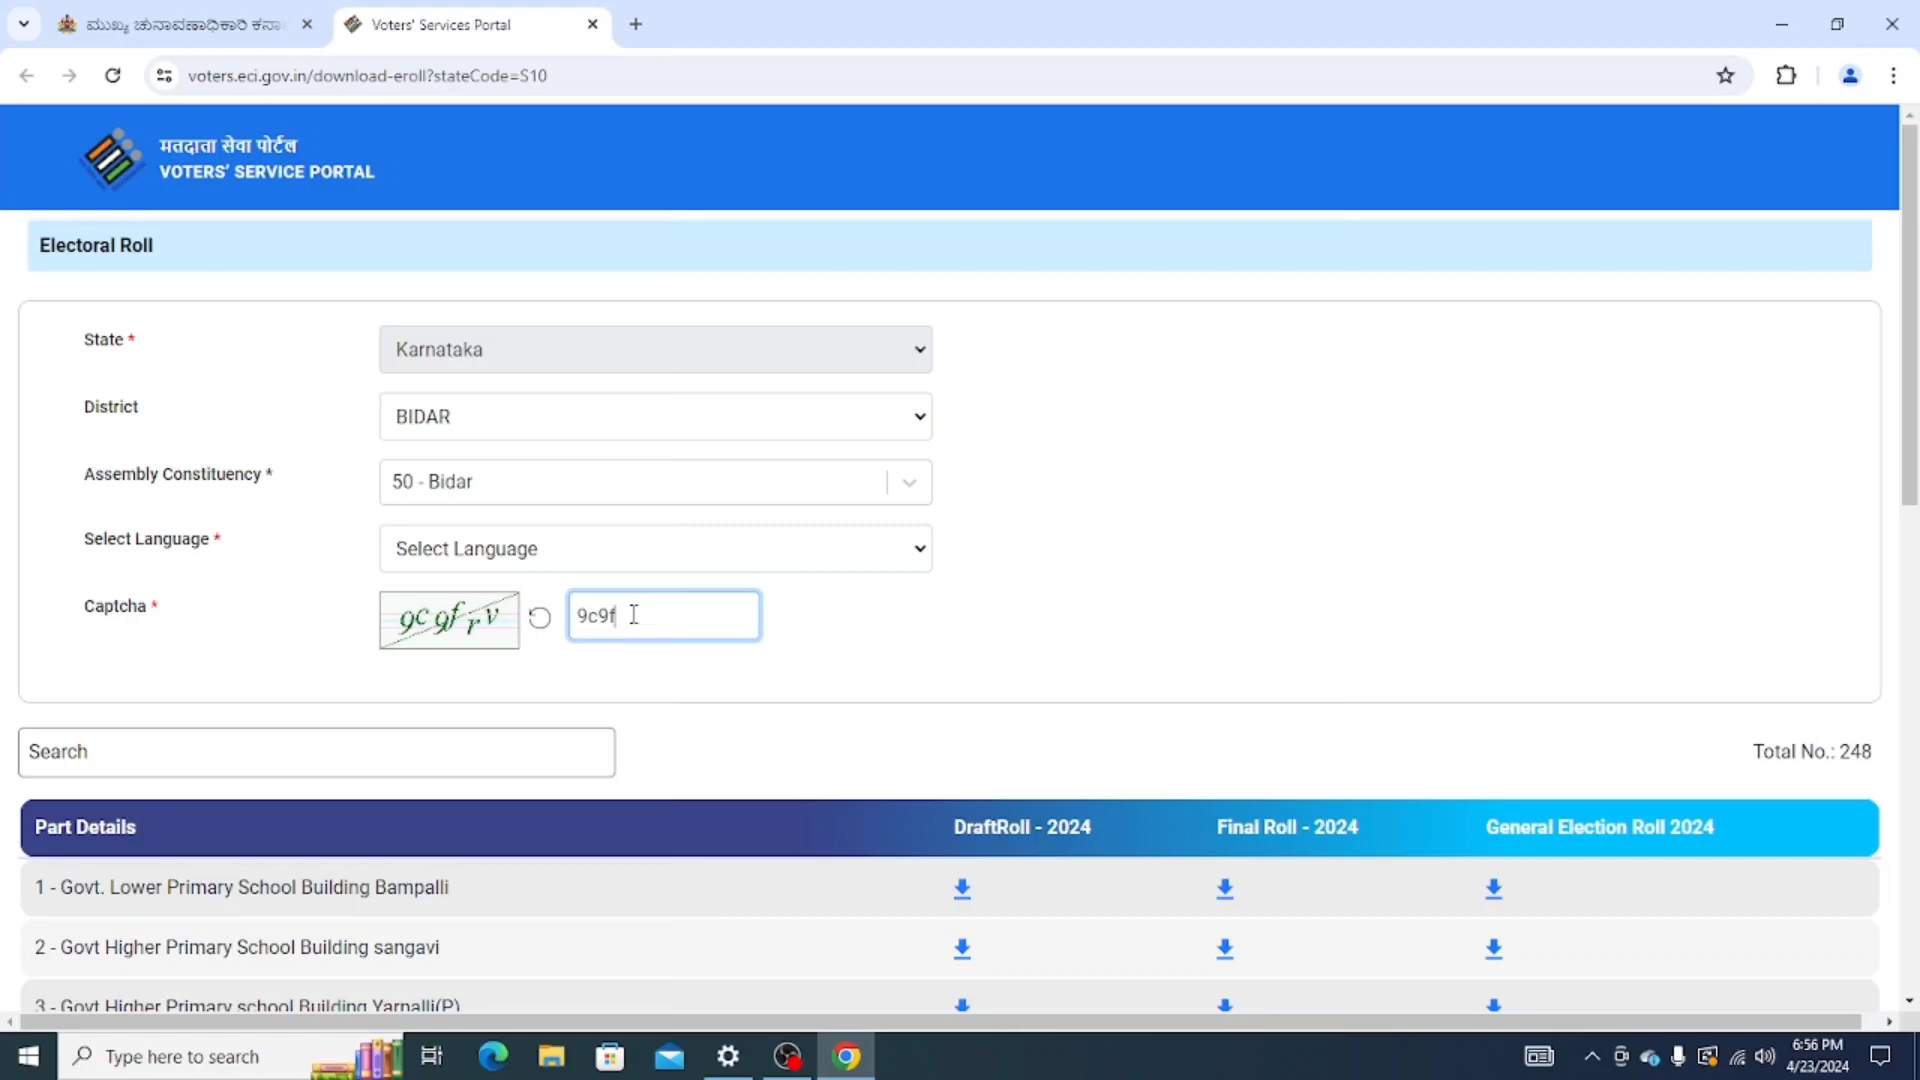 ಮುಖ್ಯ ಚುನಾವಣಾಧಿಕಾರಿ ಕರ್ನಾ
Voters' Services Portal
voters.eci.gov.in/download-eroll?stateCode=S10
मतदाता सेवा पोर्टल
VOTERS' SERVICE PORTAL
Electoral Roll
State *
Karnataka
District
BIDAR
Assembly Constituency *
50 - Bidar
Select Language *
Select Language
Captcha *
9c9frv
9c9f
Search
Total No.: 248
Part Details
DraftRoll - 2024
Final Roll - 2024
General Election Roll 2024
1 - Govt. Lower Primary School Building Bampalli
2 - Govt Higher Primary School Building sangavi
3 - Govt Higher Primary school Building Yarnalli(P)
Type here to search
6:56 PM
4/23/2024